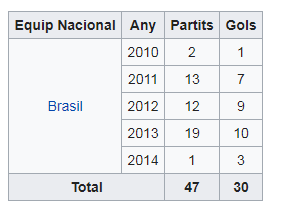 Equip Nacional Any Partits Gols
2010 2 1
2011 13 7
Brasil 2012 12 9
2013 19 10
2014 1 3
Total 47 30